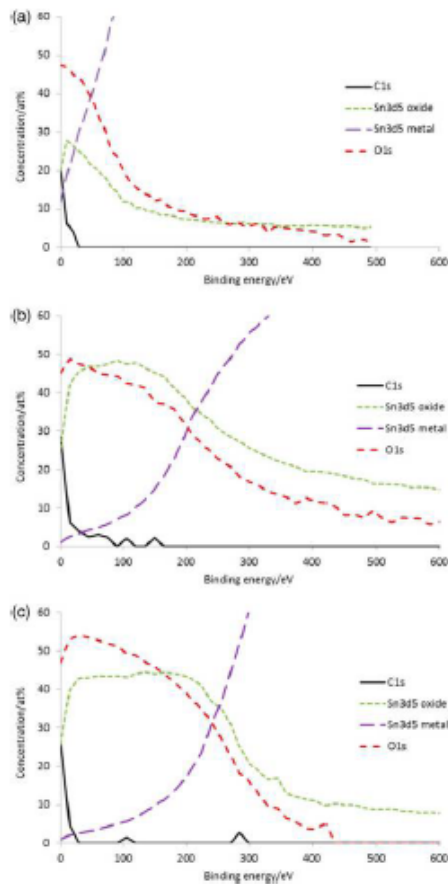 (a)
60
50
40
30
20
10
0
Concentration/at%
0 100 200 300 400 500 600
Binding energy/eV
C1s
Sn3d5 oxide
Sn3d5 metal
O1s
(b)
60
50
40
30
20
10
0
Concentration/at%
0 100 200 300 400 500 600
Binding energy/eV
C1s
Sn3d5 oxide
Sn3d5 metal
O1s
(c)
60
50
40
30
20
10
0
Concentration/at%
0 100 200 300 400 500 600
Binding energy/eV
C1s
Sn3d5 oxide
Sn3d5 metal
O1s